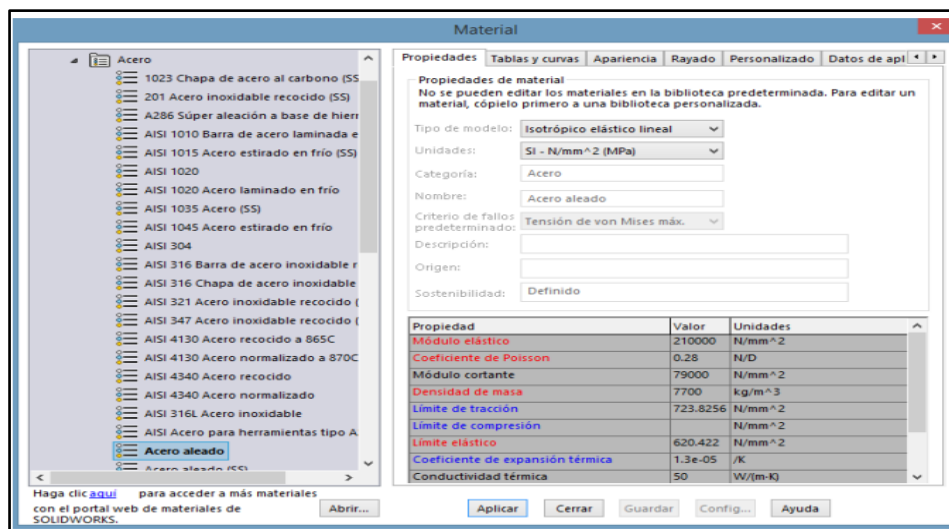 Material
Acero
1023 Chapa de acero al carbono (SS
201 Acero inoxidable recocido (SS)
A286 Súper aleación a base de hierr
AISI 1010 Barra de acero laminada e
AISI 1015 Acero estirado en frío (SS)
AISI 1020
AISI 1020 Acero laminado en frío
AISI 1035 Acero (SS)
AISI 1045 Acero estirado en frío
AISI 304
AISI 316 Barra de acero inoxidable r
AISI 316 Chapa de acero inoxidable
AISI 321 Acero inoxidable recocido (
AISI 347 Acero inoxidable recocido (
AISI 4130 Acero recocido a 865C
AISI 4130 Acero normalizado a 870C
AISI 4340 Acero recocido
AISI 4340 Acero normalizado
AISI 316L Acero inoxidable
AISI Acero para herramientas tipo A
Acero aleado
Acero aleado (SS)
Haga clic aquí para acceder a más materiales
con el portal web de materiales de
SOLIDWORKS.
Abrir...
Propiedades Tablas y curvas Apariencia Rayado Personalizado Datos de apl
Propiedades de material
No se pueden editar los materiales en la biblioteca predeterminada. Para editar un
material, cópielo primero a una biblioteca personalizada.
Tipo de modelo: Isotrópico elástico lineal
Unidades: SI - N/mm^2 (MPa)
Categoría: Acero
Nombre: Acero aleado
Criterio de fallos
predeterminado: Tensión de von Mises máx.
Descripción:
Origen:
Sostenibilidad: Definido
Propiedad Valor Unidades
Módulo elástico 210000 N/mm^2
Coeficiente de Poisson 0.28 N/D
Módulo cortante 79000 N/mm^2
Densidad de masa 7700 kg/m^3
Límite de tracción 723.8256 N/mm^2
Límite de compresión N/mm^2
Límite elástico 620.422 N/mm^2
Coeficiente de expansión térmica 1.3e-05 /K
Conductividad térmica 50 W/(m·K)
Aplicar Cerrar Guardar Config... Ayuda